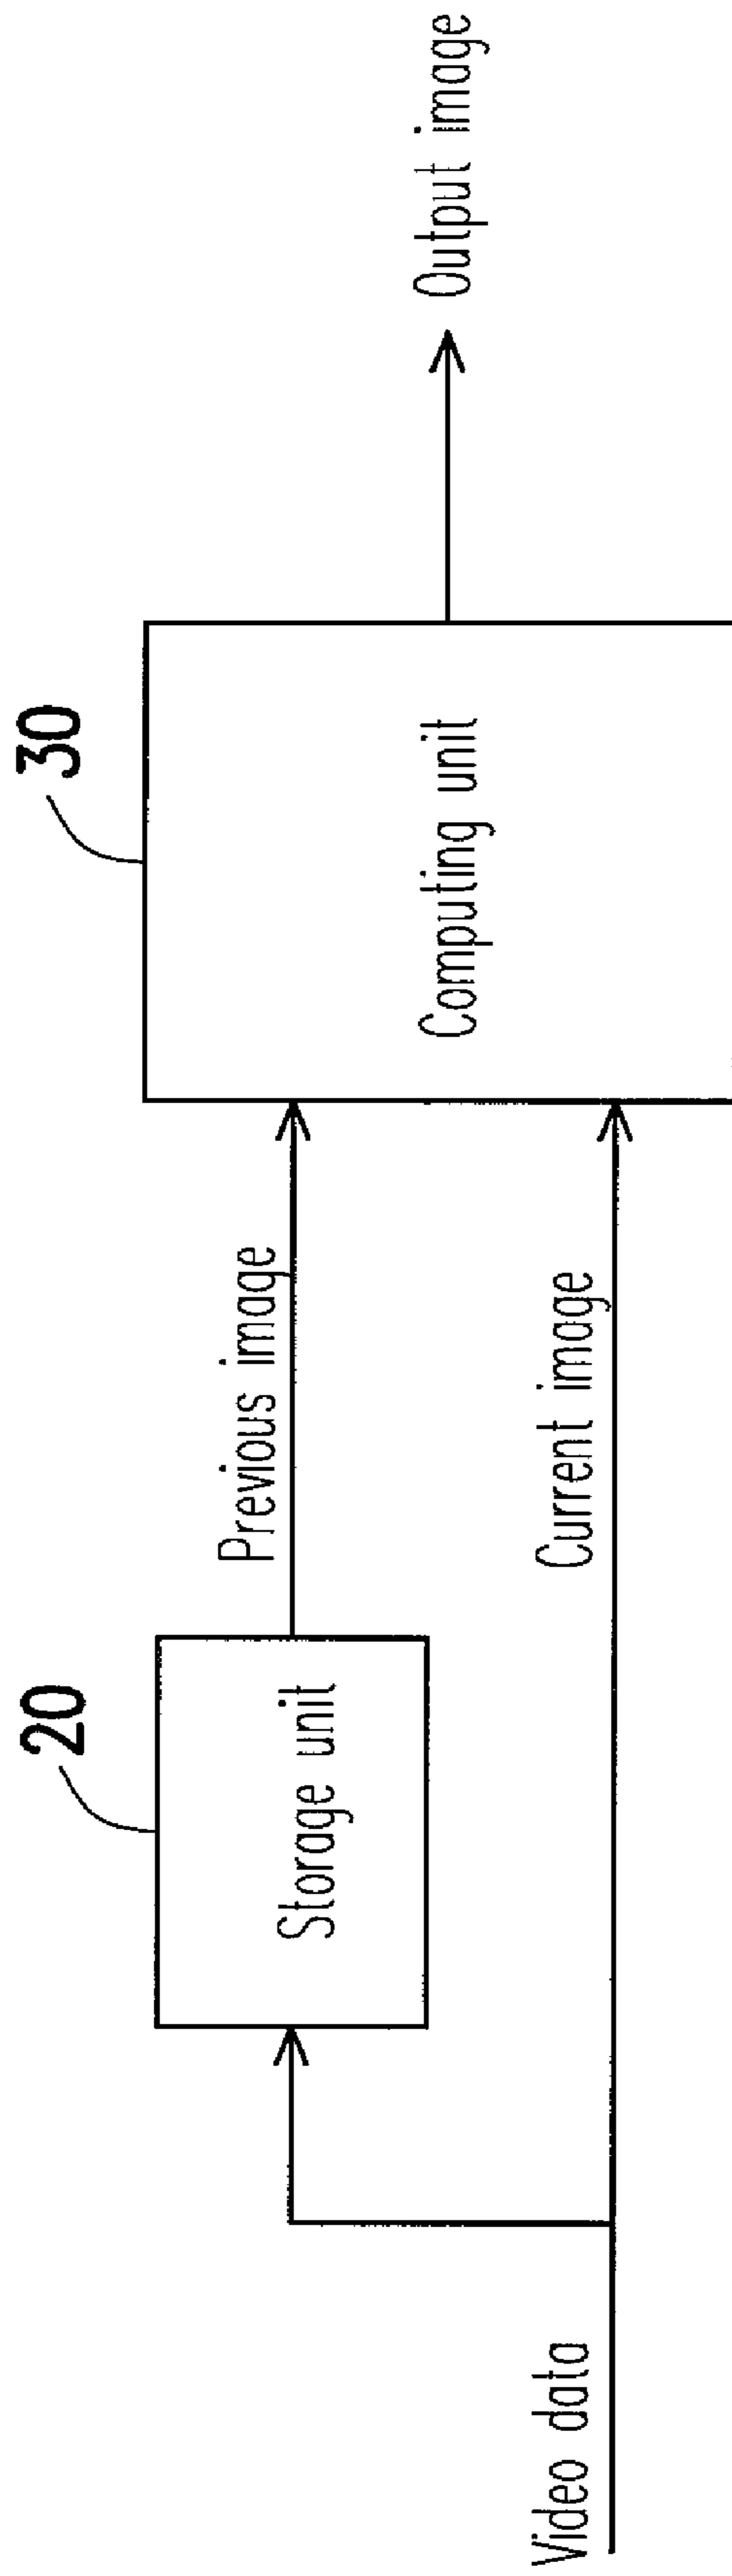 Video data
20
Storage unit
Previous image
Current image
30
Computing unit
Output image